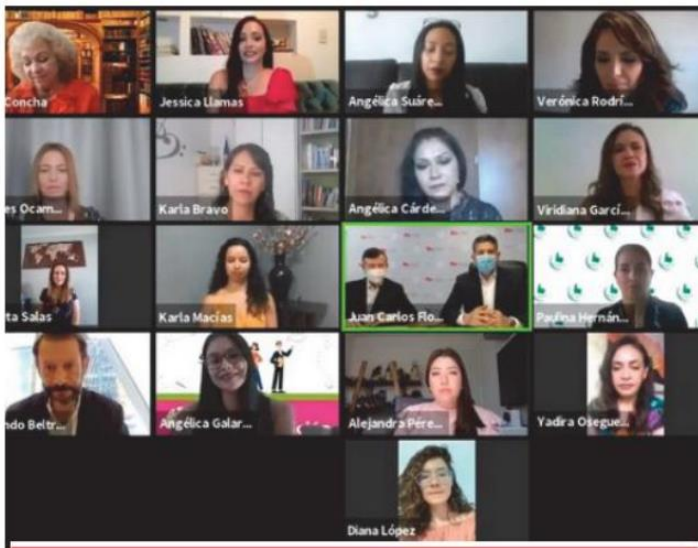 Concha
Jessica Llamas
Angélica Suáre...
Verónica Rodrí...
es Ocam...
Karla Bravo
Angélica Cárde...
Viridiana Garcí...
ta Salas
Karla Macías
Juan Carlos Flo...
Paulina Hernán...
ndo Beltr...
Angélica Galar...
Alejandra Pére...
Yadira Osegue...
Diana López